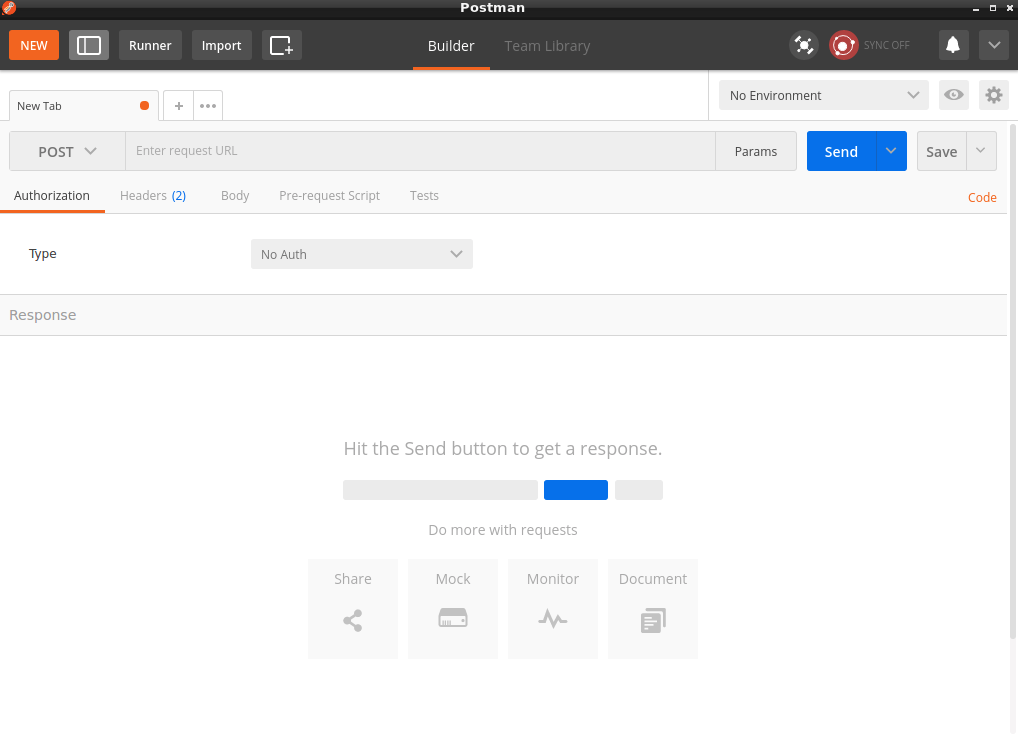 Postman
NEW Runner Import Builder Team Library SYNC OFF
New Tab No Environment
POST Enter request URL Params Send Save
Authorization Headers (2) Body Pre-request Script Tests Code
Type No Auth
Response
Hit the Send button to get a response.
Do more with requests
Share Mock Monitor Document